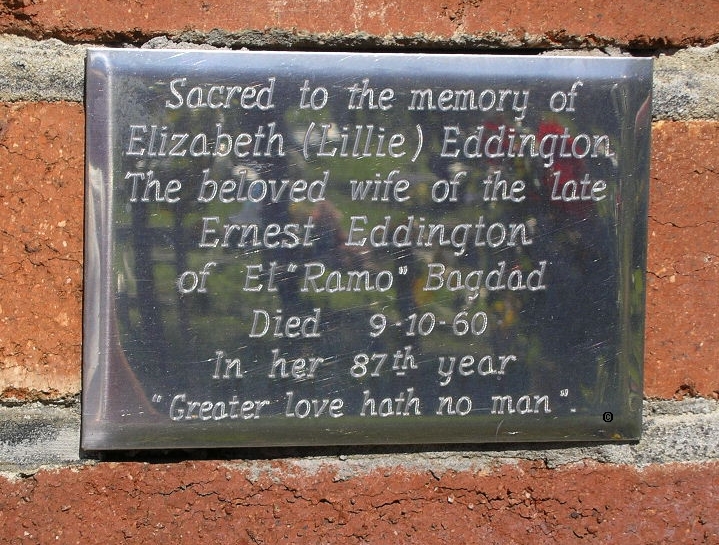 Sacred to the memory of
Elizabeth (Lillie) Eddington
The beloved wife of the late
Ernest Eddington
of El "Ramo" Bagdad
Died 9-10-60
In her 87th year
"Greater love hath no man".
©